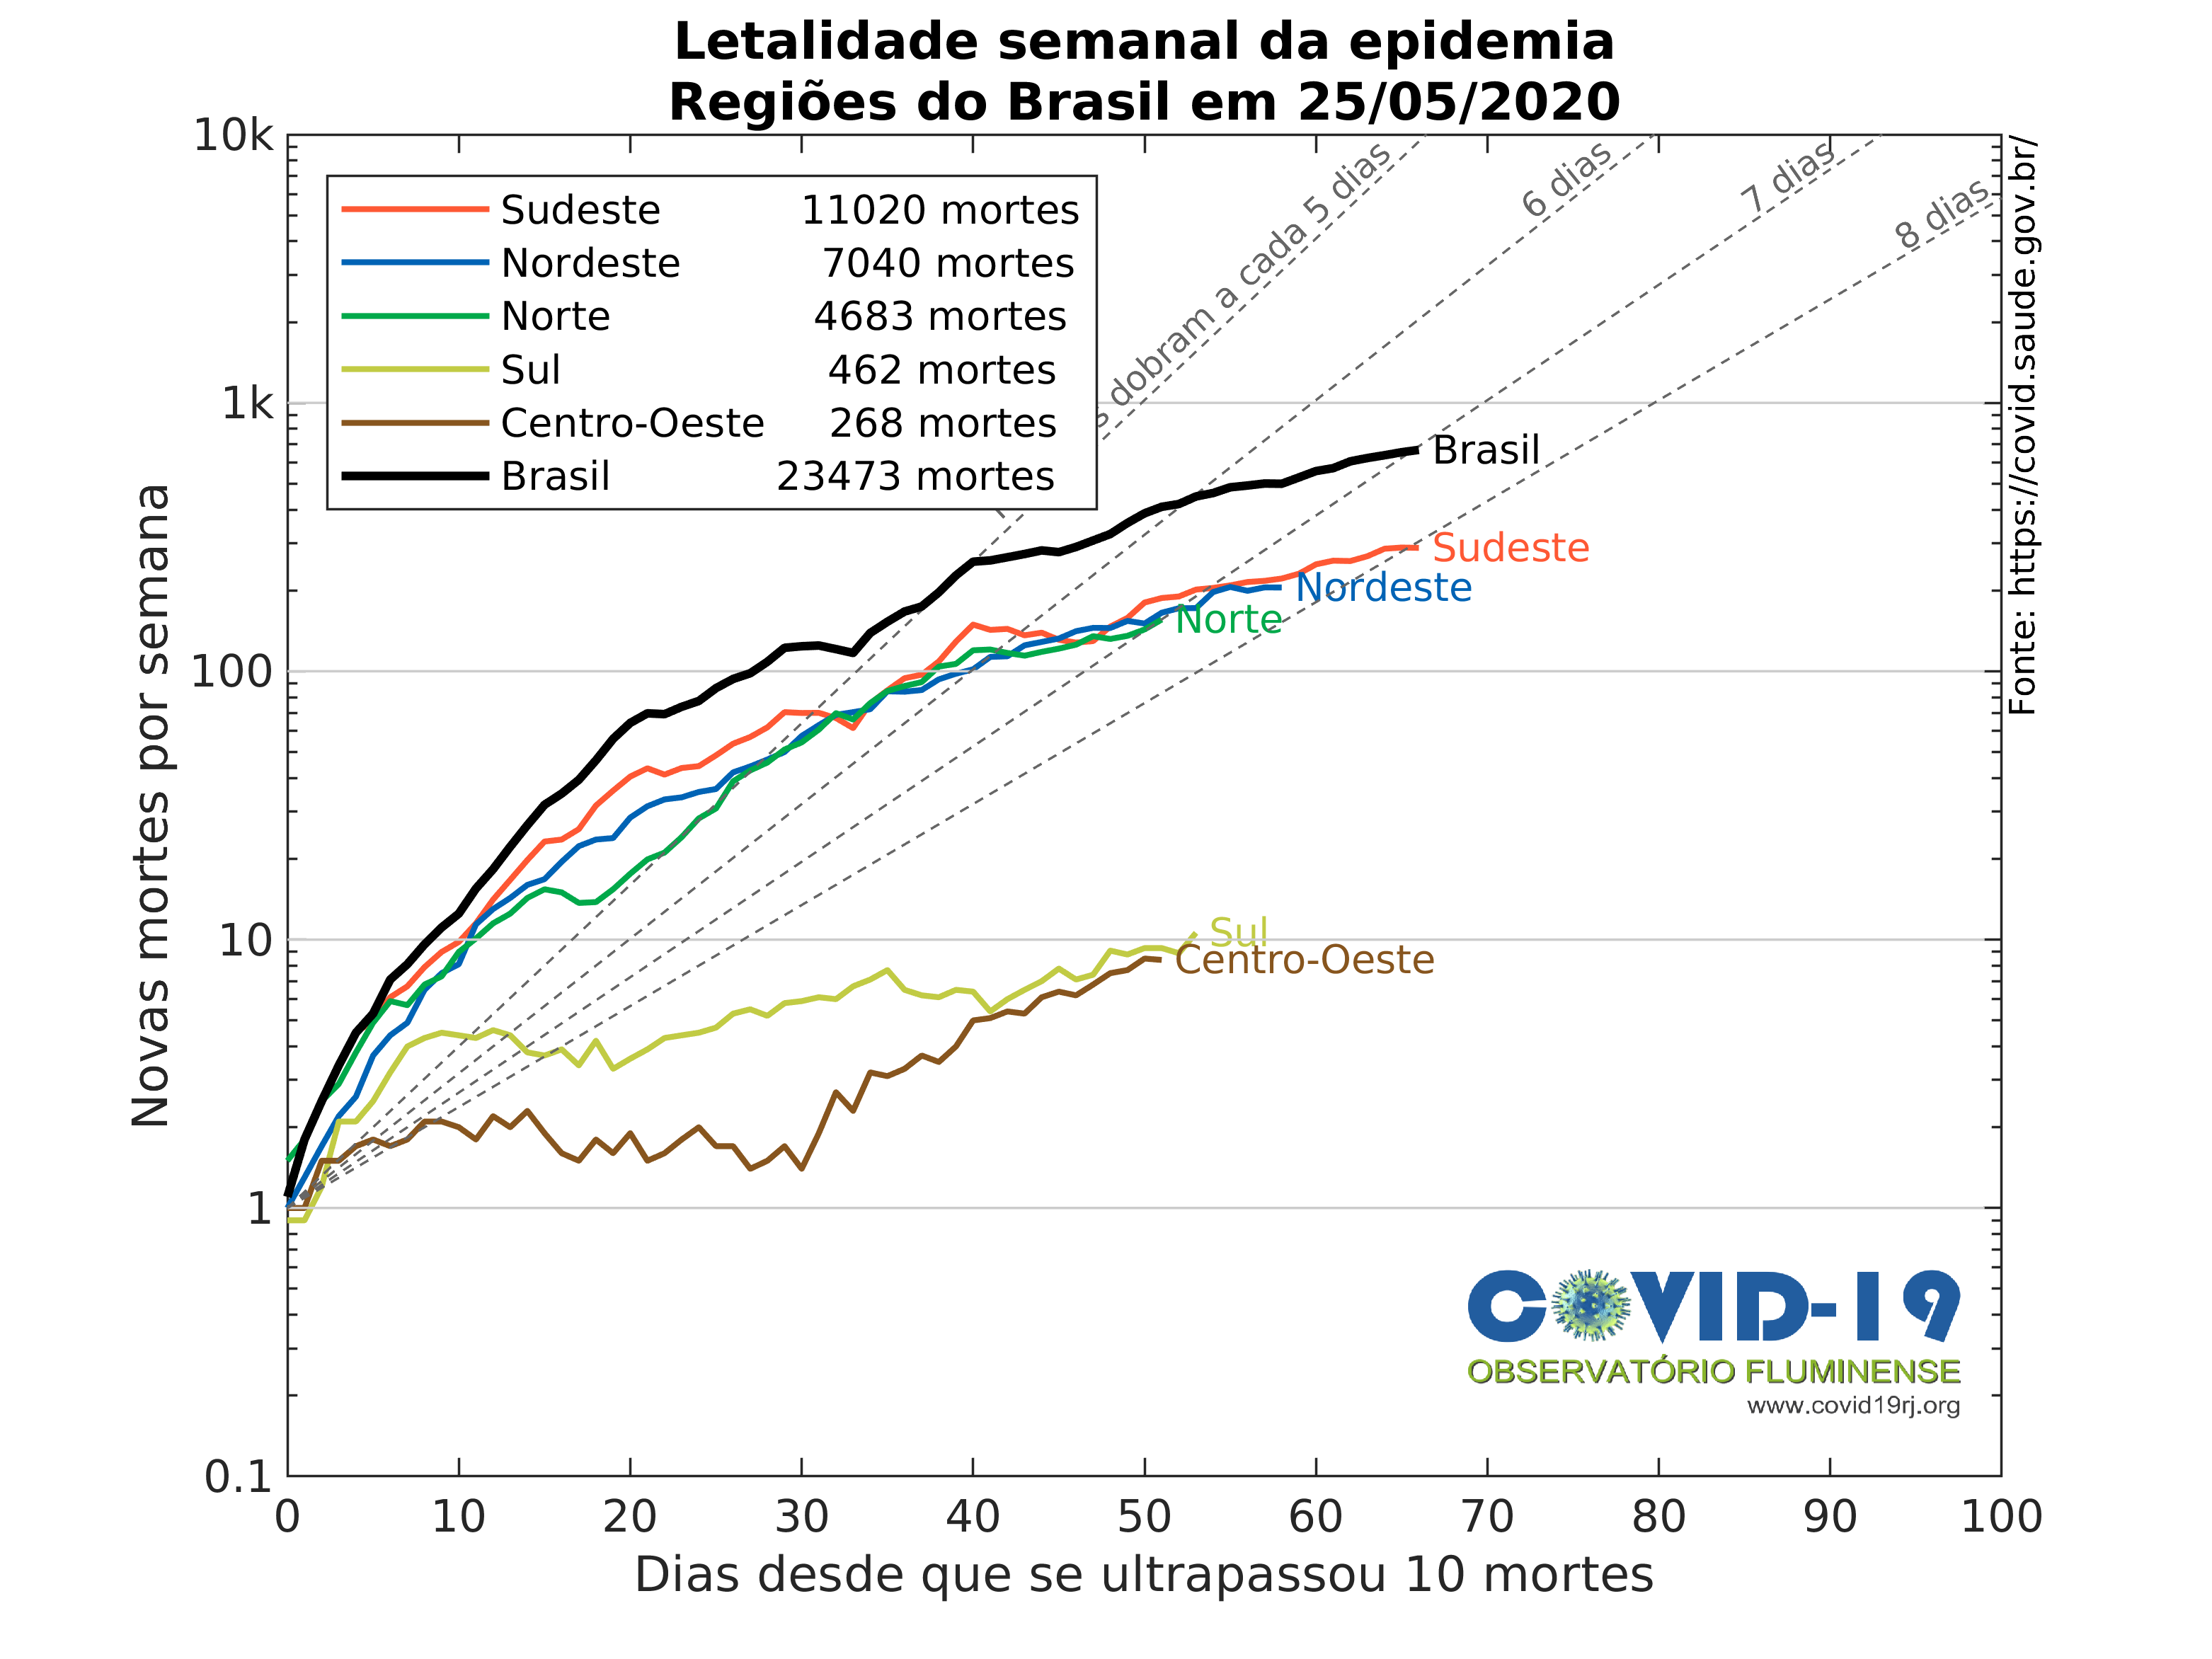 Letalidade semanal da epidemia
Regiões do Brasil em 25/05/2020
10k
1k
100
10
1
0.1
Novas mortes por semana
Sudeste 11020 mortes
Nordeste 7040 mortes
Norte 4683 mortes
Sul 462 mortes
Centro-Oeste 268 mortes
Brasil 23473 mortes
dobram a cada 5 dias
6 dias
7 dias
8 dias
Brasil
Sudeste
Nordeste
Norte
Sul
Centro-Oeste
Fonte: https://covid.saude.gov.br/
COVID-19
OBSERVATÓRIO FLUMINENSE
www.covid19rj.org
0 10 20 30 40 50 60 70 80 90 100
Dias desde que se ultrapassou 10 mortes